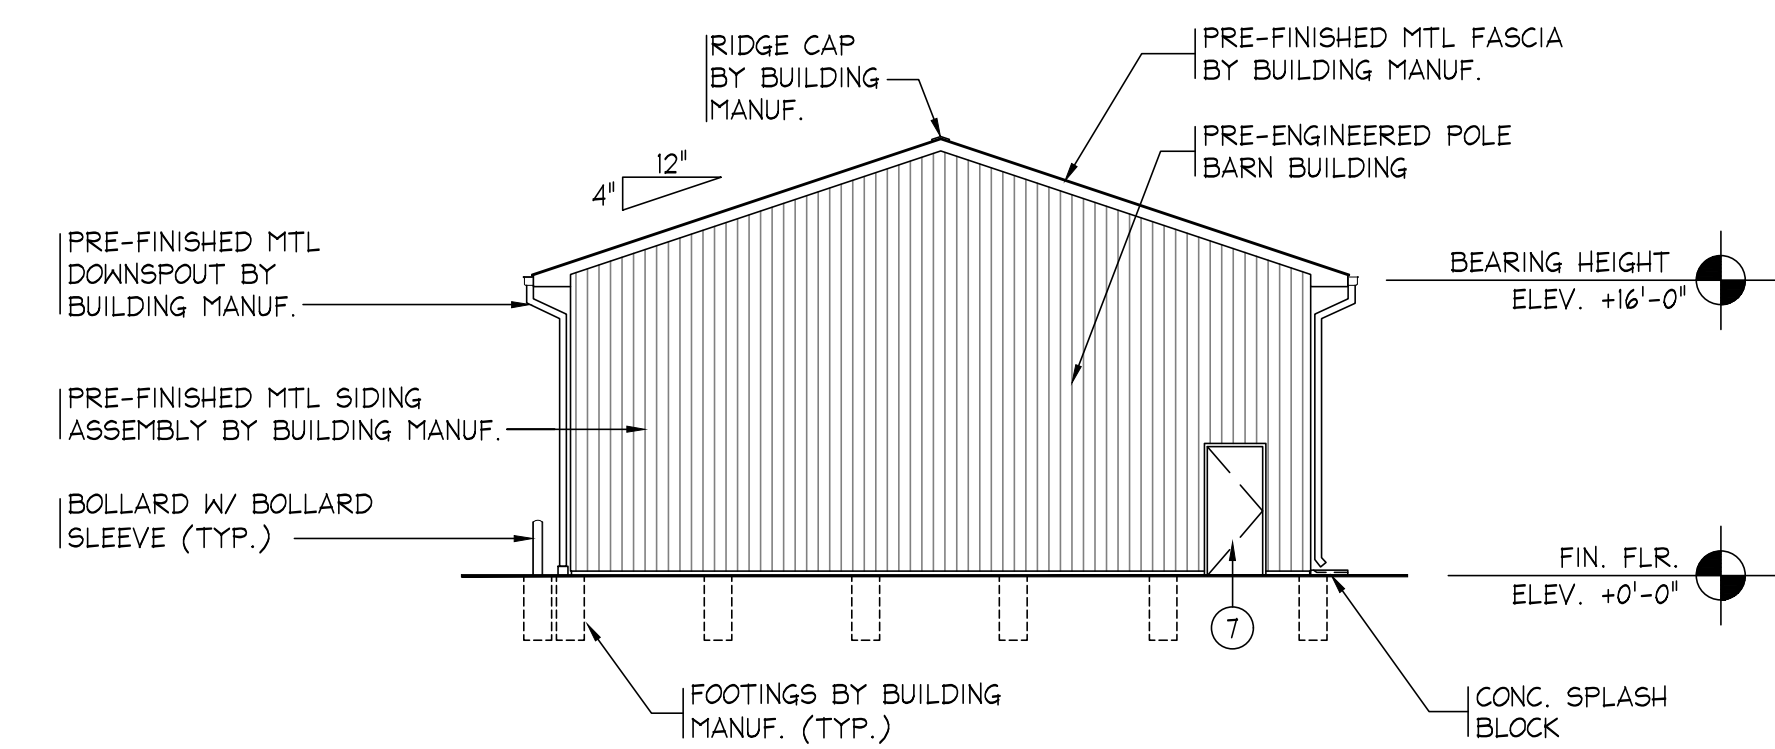 RIDGE CAP
BY BUILDING
MANUF.
PRE-FINISHED MTL FASCIA
BY BUILDING MANUF.
PRE-ENGINEERED POLE
BARN BUILDING
12"
4"
PRE-FINISHED MTL
DOWNSPOUT BY
BUILDING MANUF.
BEARING HEIGHT
ELEV. +16'-0"
PRE-FINISHED MTL SIDING
ASSEMBLY BY BUILDING MANUF.
BOLLARD W/ BOLLARD
SLEEVE (TYP.)
FIN. FLR.
ELEV. +0'-0"
7
FOOTINGS BY BUILDING
MANUF. (TYP.)
CONC. SPLASH
BLOCK